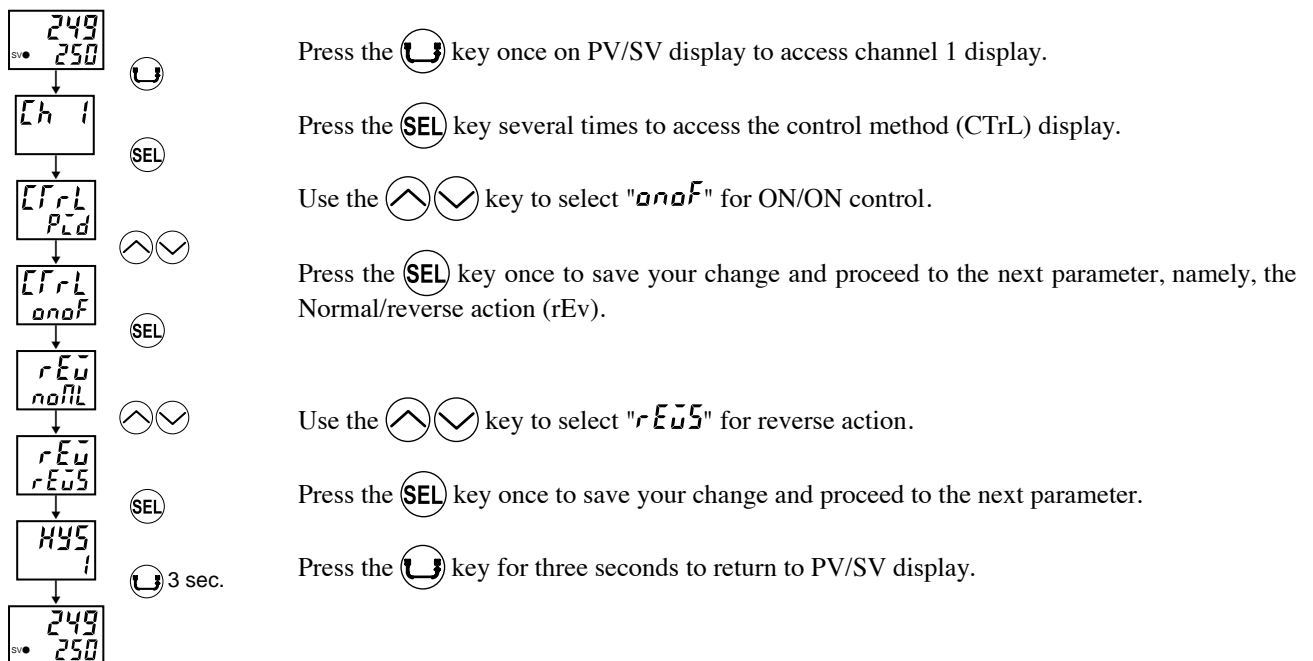 249
SV 250
Press the key once on PV/SV display to access channel 1 display.
Ch 1
Press the SEL key several times to access the control method (CTrL) display.
SEL
Use the key to select "onoF" for ON/ON control.
CTrL
Pid
Press the SEL key once to save your change and proceed to the next parameter, namely, the
Normal/reverse action (rEv).
CTrL
onoF
SEL
rEv
noML
Use the key to select "rEvS" for reverse action.
rEv
rEvS
Press the SEL key once to save your change and proceed to the next parameter.
SEL
HYS
1
Press the key for three seconds to return to PV/SV display.
3 sec.
249
SV 250